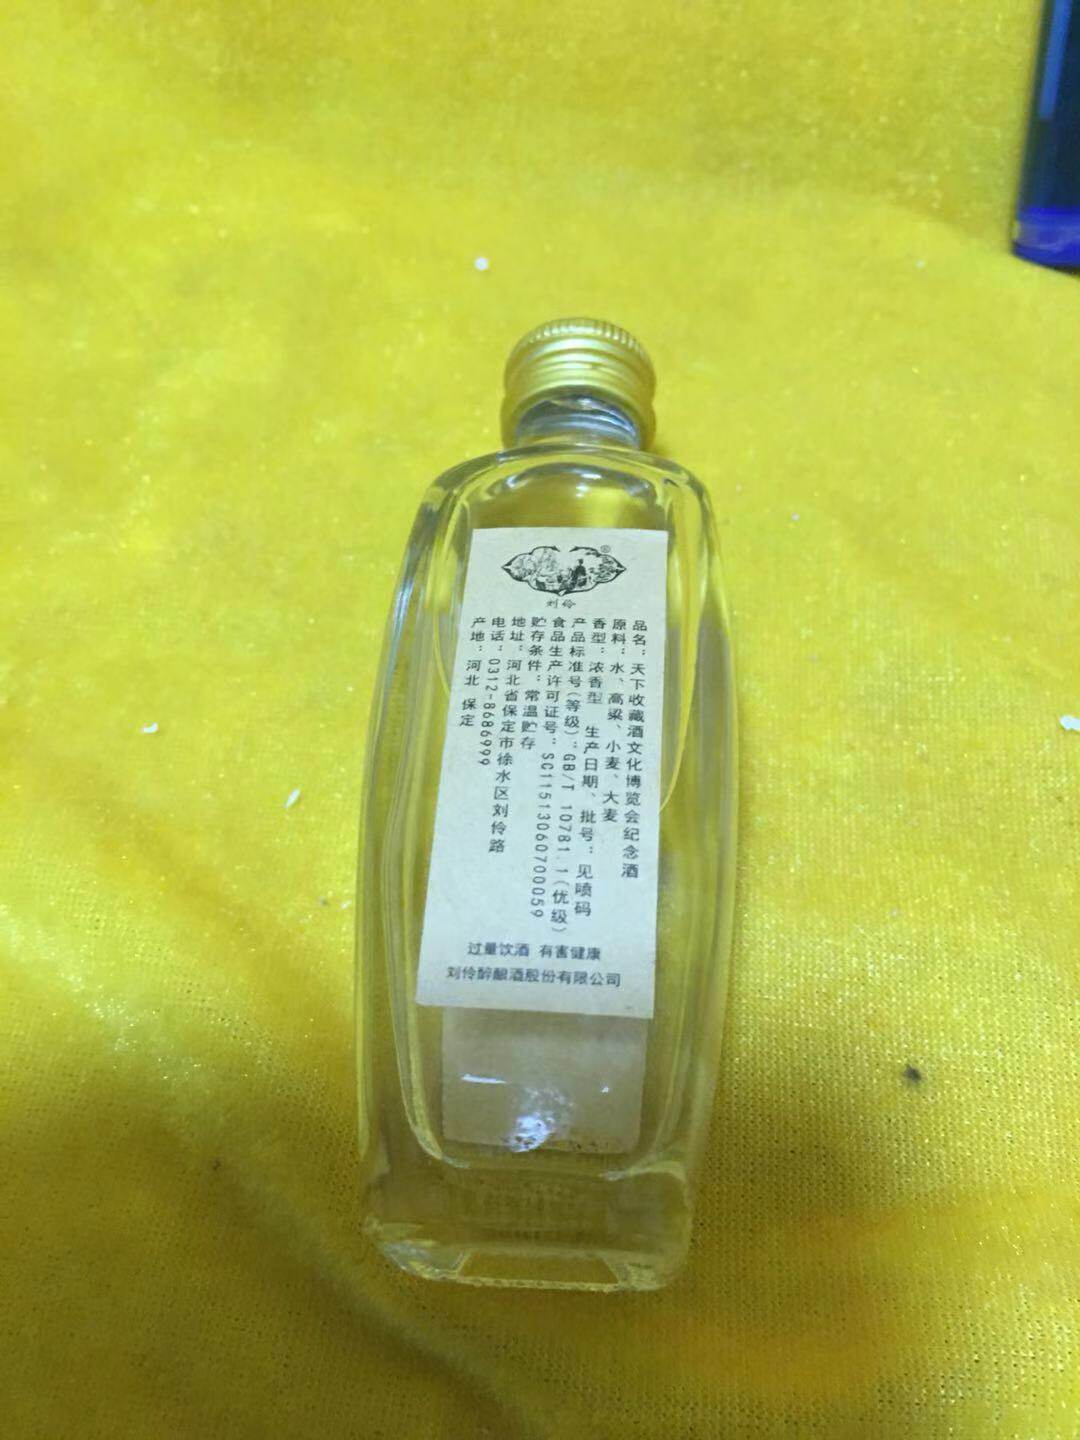 刘伶
品名：天下收藏酒文化博览会纪念酒
原料：水、高粱、小麦、大麦
香型：浓香型 生产日期、批号：见喷码
产品标准号(等级)：GB/T 10781.1(优级)
食品生产许可证号：SC11513060700059
贮存条件：常温贮存
地址：河北省保定市徐水区刘伶路
电话：0312-8686999
产地：河北 保定
过量饮酒 有害健康
刘伶醉酿酒股份有限公司